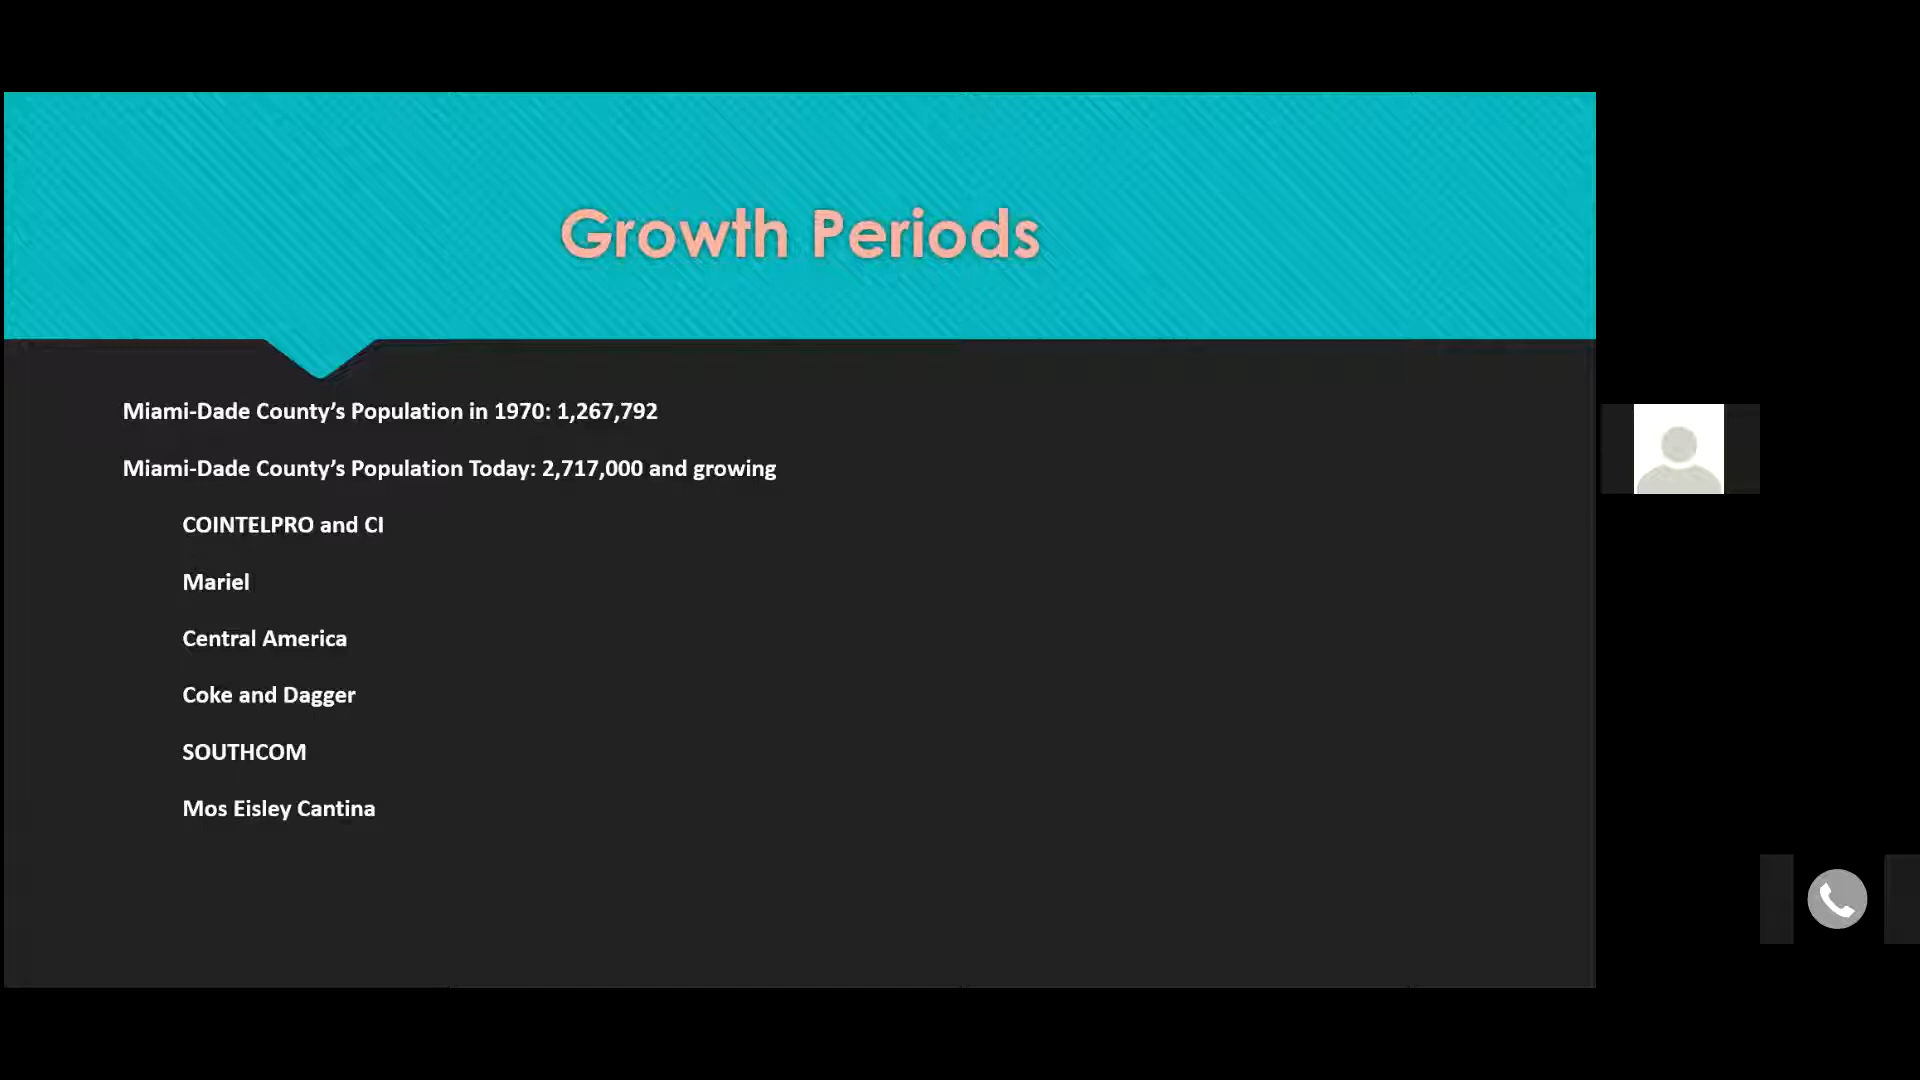 Growth Periods
Miami-Dade County’s Population in 1970: 1,267,792
Miami-Dade County’s Population Today: 2,717,000 and growing
COINTELPRO and CI
Mariel
Central America
Coke and Dagger
SOUTHCOM
Mos Eisley Cantina